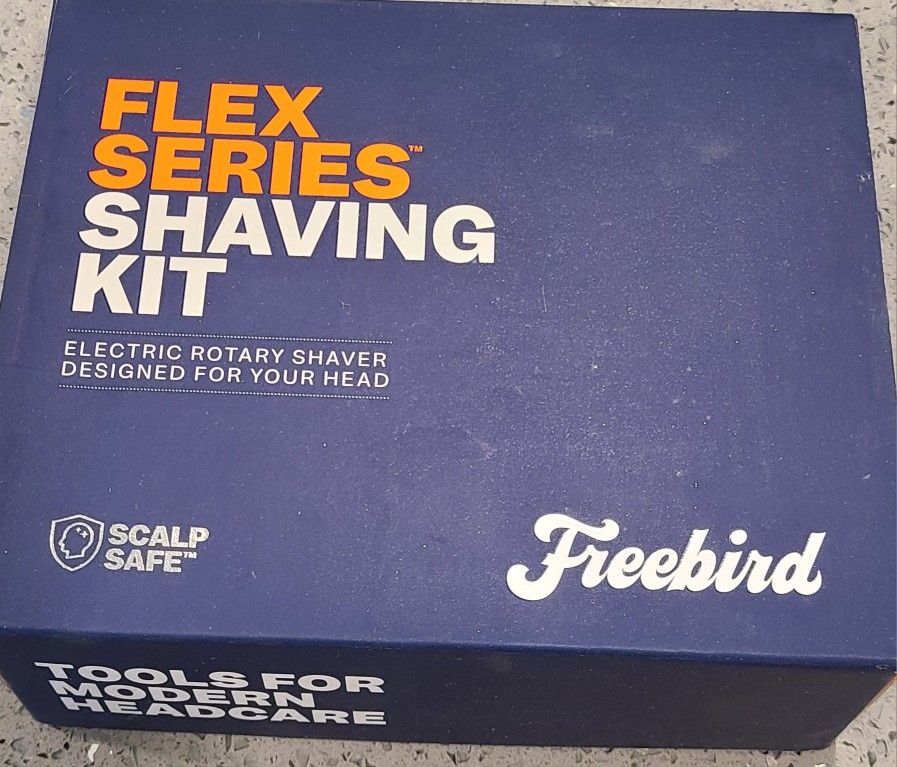 FLEX
SERIES™
SHAVING
KIT
ELECTRIC ROTARY SHAVER
DESIGNED FOR YOUR HEAD
SCALP
SAFE™
Freebird
TOOLS FOR
MODERN
HEADCARE